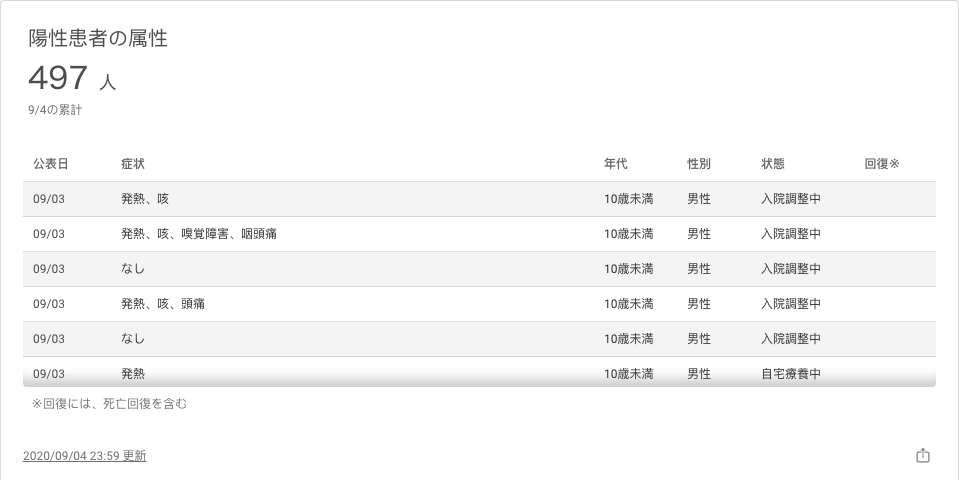 陽性患者の属性
497 人
9/4の累計
公表日 症状 年代 性別 状態 回復※
09/03 発熱、咳 10歳未満 男性 入院調整中
09/03 発熱、咳、嗅覚障害、咽頭痛 10歳未満 男性 入院調整中
09/03 なし 10歳未満 男性 入院調整中
09/03 発熱、咳、頭痛 10歳未満 男性 入院調整中
09/03 なし 10歳未満 男性 入院調整中
09/03 発熱 10歳未満 男性 自宅療養中
※回復には、死亡回復を含む
2020/09/04 23:59 更新